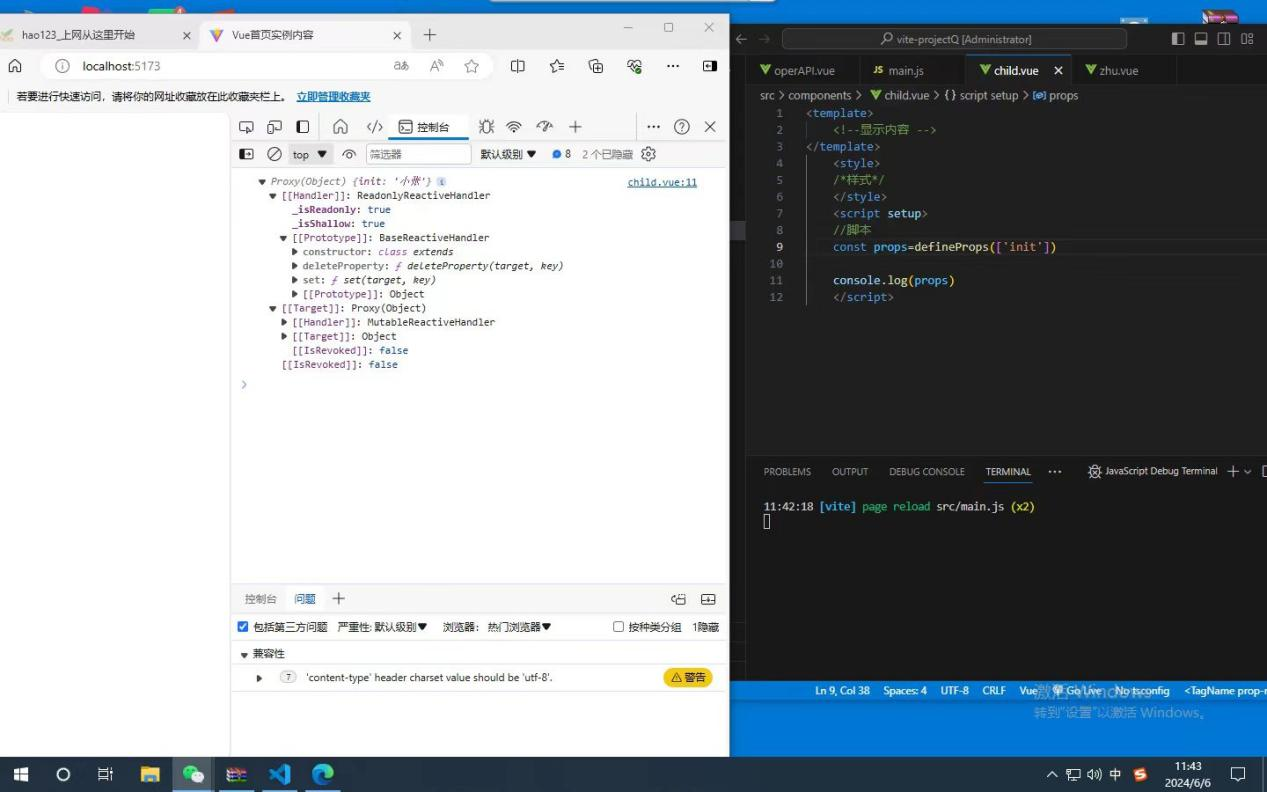 hao123_上网从这里开始
Vue首页实例内容
localhost:5173
若要进行快速访问，请将你的网址收藏放在此收藏夹栏上。 立即管理收藏夹
控制台
top 筛选器 默认级别 8 2 个已隐藏
Proxy(Object) {init: '小张'} child.vue:11
[[Handler]]: ReadonlyReactiveHandler
_isReadonly: true
_isShallow: true
[[Prototype]]: BaseReactiveHandler
constructor: class extends
deleteProperty: ƒ deleteProperty(target, key)
set: ƒ set(target, key)
[[Prototype]]: Object
[[Target]]: Proxy(Object)
[[Handler]]: MutableReactiveHandler
[[Target]]: Object
[[IsRevoked]]: false
[[IsRevoked]]: false
控制台 问题
包括第三方问题 严重性: 默认级别 浏览器: 热门浏览器 按种类分组 1隐藏
兼容性
7 'content-type' header charset value should be 'utf-8'. 警告
vite-projectQ [Administrator]
operAPI.vue JS main.js child.vue zhu.vue
src > components > child.vue > {} script setup > props
1 <template>
2 <!--显示内容 -->
3 </template>
4 <style>
5 /*样式*/
6 </style>
7 <script setup>
8 //脚本
9 const props=defineProps(['init'])
10
11 console.log(props)
12 </script>
PROBLEMS OUTPUT DEBUG CONSOLE TERMINAL JavaScript Debug Terminal
11:42:18 [vite] page reload src/main.js (x2)
Ln 9, Col 38 Spaces: 4 UTF-8 CRLF Vue Go Live No tsconfig <TagName prop-
激活 Windows
转到"设置"以激活 Windows。
中
11:43
2024/6/6